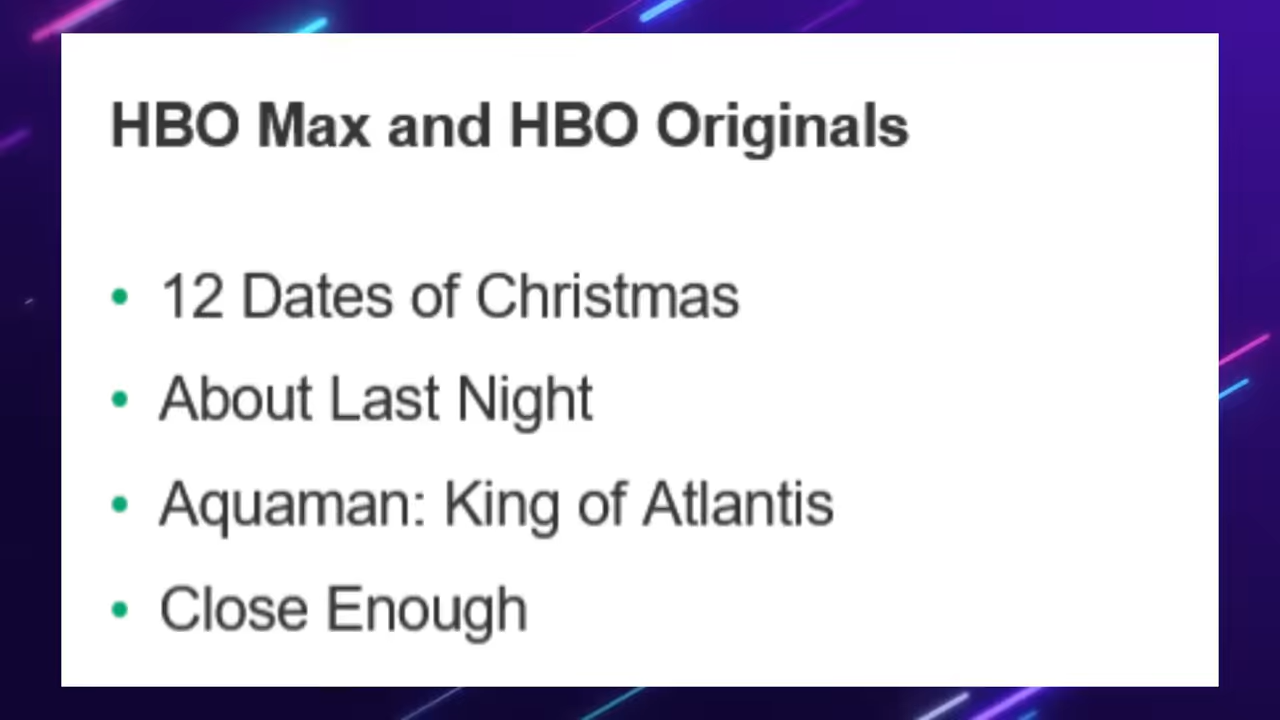 HBO Max and HBO Originals
• 12 Dates of Christmas
• About Last Night
• Aquaman: King of Atlantis
• Close Enough